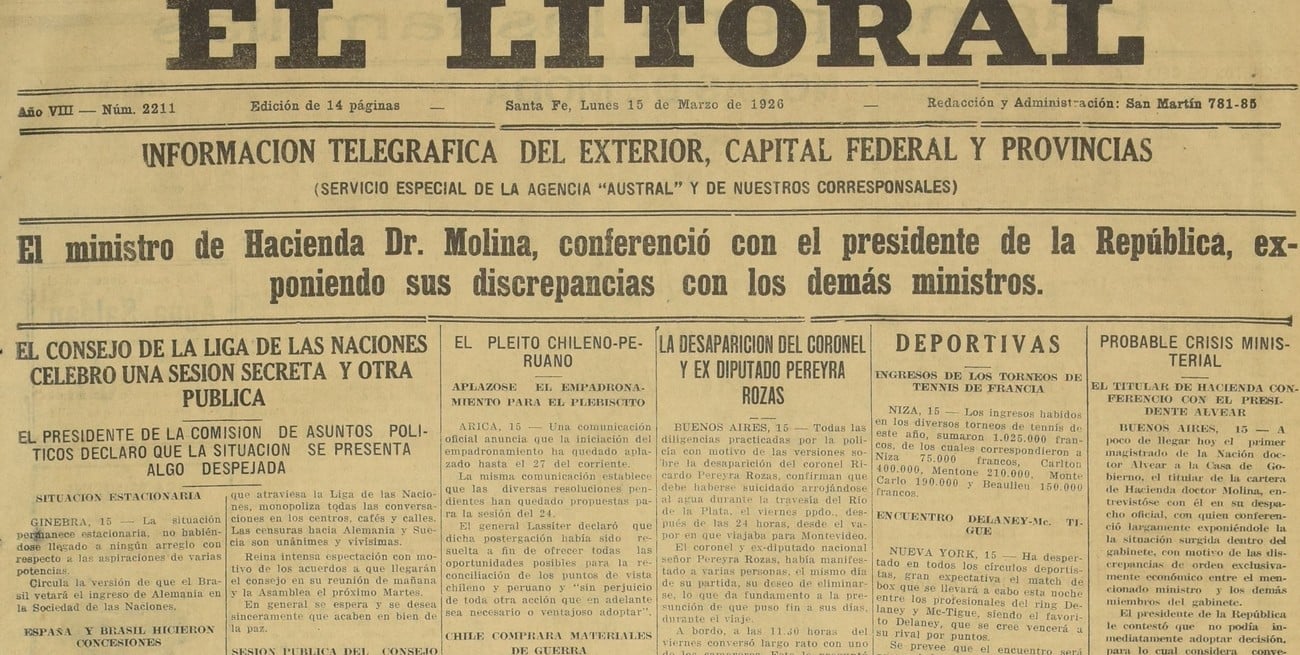 EL LITORAL
Año VIII — Núm. 2211
Edición de 14 páginas —
Santa Fe, Lunes 15 de Marzo de 1926
— Redacción y Administración: San Martín 781-85
INFORMACION TELEGRAFICA DEL EXTERIOR, CAPITAL FEDERAL Y PROVINCIAS
(SERVICIO ESPECIAL DE LA AGENCIA "AUSTRAL" Y DE NUESTROS CORRESPONSALES)
El ministro de Hacienda Dr. Molina, conferenció con el presidente de la República, ex-
poniendo sus discrepancias con los demás ministros.
EL CONSEJO DE LA LIGA DE LAS NACIONES
CELEBRO UNA SESION SECRETA Y OTRA
PUBLICA
EL PRESIDENTE DE LA COMISION DE ASUNTOS POLI-
TICOS DECLARO QUE LA SITUACION SE PRESENTA
ALGO DESPEJADA
SITUACION ESTACIONARIA
GINEBRA, 15 — La situación
permanece estacionaria, no habién-
dose llegado a ningún arreglo con
respecto a las aspiraciones de varias
potencias.
Circula la versión de que el Bra-
sil vetará el ingreso de Alemania en
la Sociedad de las Naciones.
ESPAÑA Y BRASIL HICIERON
CONCESIONES
que atraviesa la Liga de las Nacio-
nes, monopoliza todas las conversa-
ciones en los centros, cafés y calles.
Las censuras hacia Alemania y Sue-
cia son unánimes y vivísimas.
Reina intensa espectación con mo-
tivo de los acuerdos a que llegarán
el consejo en su reunión de mañana
y la Asamblea el próximo Martes.
En general se espera y se desea
sinceramente que acaben en bien de
la paz.
SESION PUBLICA DEL CONSEJO
EL PLEITO CHILENO-PE-
RUANO
APLAZOSE EL EMPADRONA-
MIENTO PARA EL PLEBISCITO
ARICA, 15 — Una comunicación
oficial anuncia que la iniciación del
empadronamiento ha quedado apla-
zado hasta el 27 del corriente.
La misma comunicación establece
que las diversas resoluciones pen-
dientes han quedado propuestas pa-
ra la sesión del 24.
El general Lassiter declaró que
dicha postergación había sido re-
suelta a fin de ofrecer todas las
oportunidades posibles para la re-
conciliación de los puntos de vista
chileno y peruano y "sin perjuicio
de toda otra acción que en adelante
sea necesario o ventajoso adoptar".
CHILE COMPRARA MATERIALES
DE GUERRA
LA DESAPARICION DEL CORONEL
Y EX DIPUTADO PEREYRA
ROZAS
BUENOS AIRES, 15 — Todas las
diligencias practicadas por la poli-
cía con motivo de las versiones so-
bre la desaparición del coronel Ri-
cardo Pereyra Rozas, confirman que
debe haberse suicidado arrojándose
al agua durante la travesía del Río
de la Plata, el viernes ppdo., des-
pués de las 24 horas, desde el va-
por en que viajaba para Montevideo.
El coronel y ex-diputado nacional
señor Pereyra Rozas, había manifes-
tado a varias personas, el mismo día
de su partida, su deseo de eliminar-
se, lo que da fundamento a la pre-
sunción de que puso fin a sus días,
durante el viaje.
A bordo, a las 11.30 horas del
viernes conversó largo rato con uno
DEPORTIVAS
INGRESOS DE LOS TORNEOS DE
TENNIS DE FRANCIA
NIZA, 15 — Los ingresos habidos
en los diversos torneos de tennis de
este año, sumaron 1.025.000 fran-
cos, de los cuales correspondieron a
Niza 75.000 francos, Carlton
400.000, Mentone 210.000, Monte
Carlo 190.000 y Beaulieu 150.000
francos.
ENCUENTRO DELANEY-Mc. TI-
GUE
NUEVA YORK, 15 — Ha desper-
tado en todos los círculos deportis-
tas, gran expectativa el match de
box que se llevará a cabo esta noche
entre los profesionales del ring De-
laney y Mc-Tigue, siendo el favori-
to Delaney, que se cree vencerá a
su rival por puntos.
Se prevee que el encuentro será
PROBABLE CRISIS MINIS-
TERIAL
EL TITULAR DE HACIENDA CON-
FERENCIO CON EL PRESI-
DENTE ALVEAR
BUENOS AIRES, 15 — A
poco de llegar hoy el primer
magistrado de la Nación doc-
tor Alvear a la Casa de Go-
bierno, el titular de la cartera
de Hacienda doctor Molina, en-
trevistóse con él en su despa-
cho oficial, con quien conferen-
ció largamente exponiéndole la
situación surgida dentro del
gabinete, con motivo de las dis-
crepancias de orden exclusiva-
mente económico entre el men-
cionado ministro y los demás
miembros del gabinete.
El presidente de la República
le contestó que no podía in-
mediatamente adoptar decisión,
para lo cual considera conve-